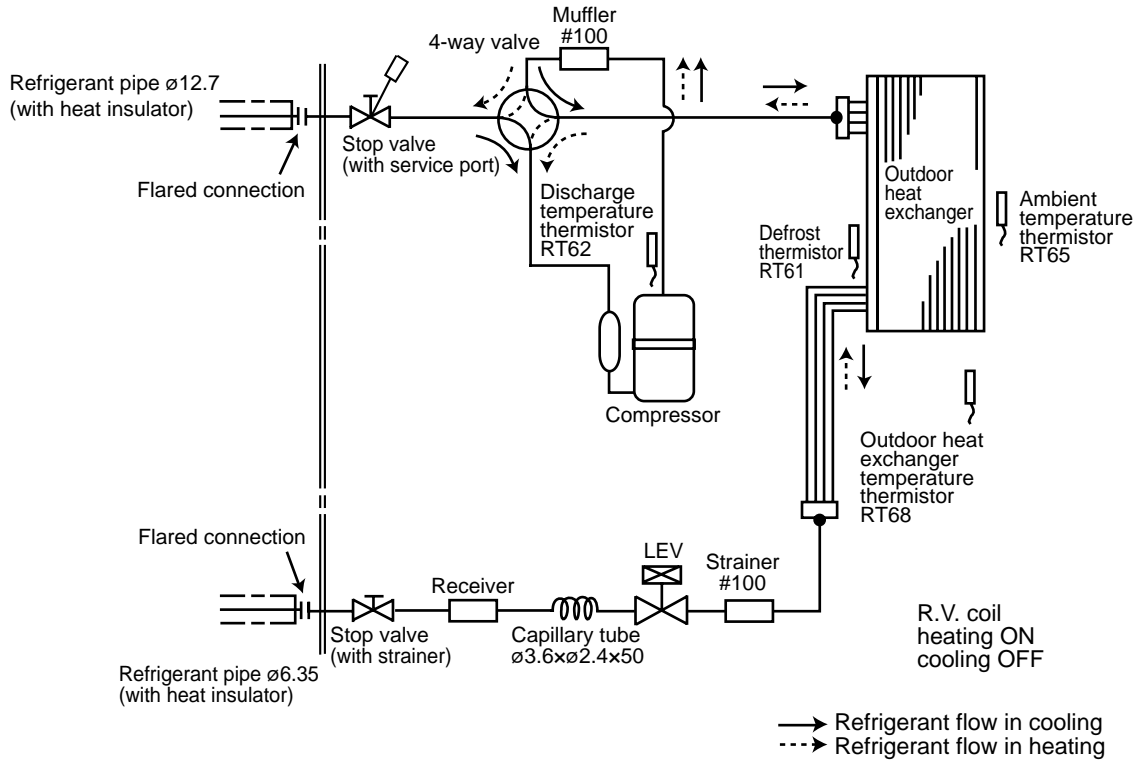 Muffler
#100
4-way valve
Refrigerant pipe ø12.7
(with heat insulator)
Stop valve
(with service port)
Flared connection
Discharge
temperature
thermistor
RT62
Outdoor
heat
exchanger
Ambient
temperature
thermistor
RT65
Defrost
thermistor
RT61
Compressor
Outdoor heat
exchanger
temperature
thermistor
RT68
Flared connection
LEV
Strainer
#100
Receiver
Stop valve
(with strainer)
Capillary tube
ø3.6×ø2.4×50
R.V. coil
heating ON
cooling OFF
Refrigerant pipe ø6.35
(with heat insulator)
Refrigerant flow in cooling
Refrigerant flow in heating